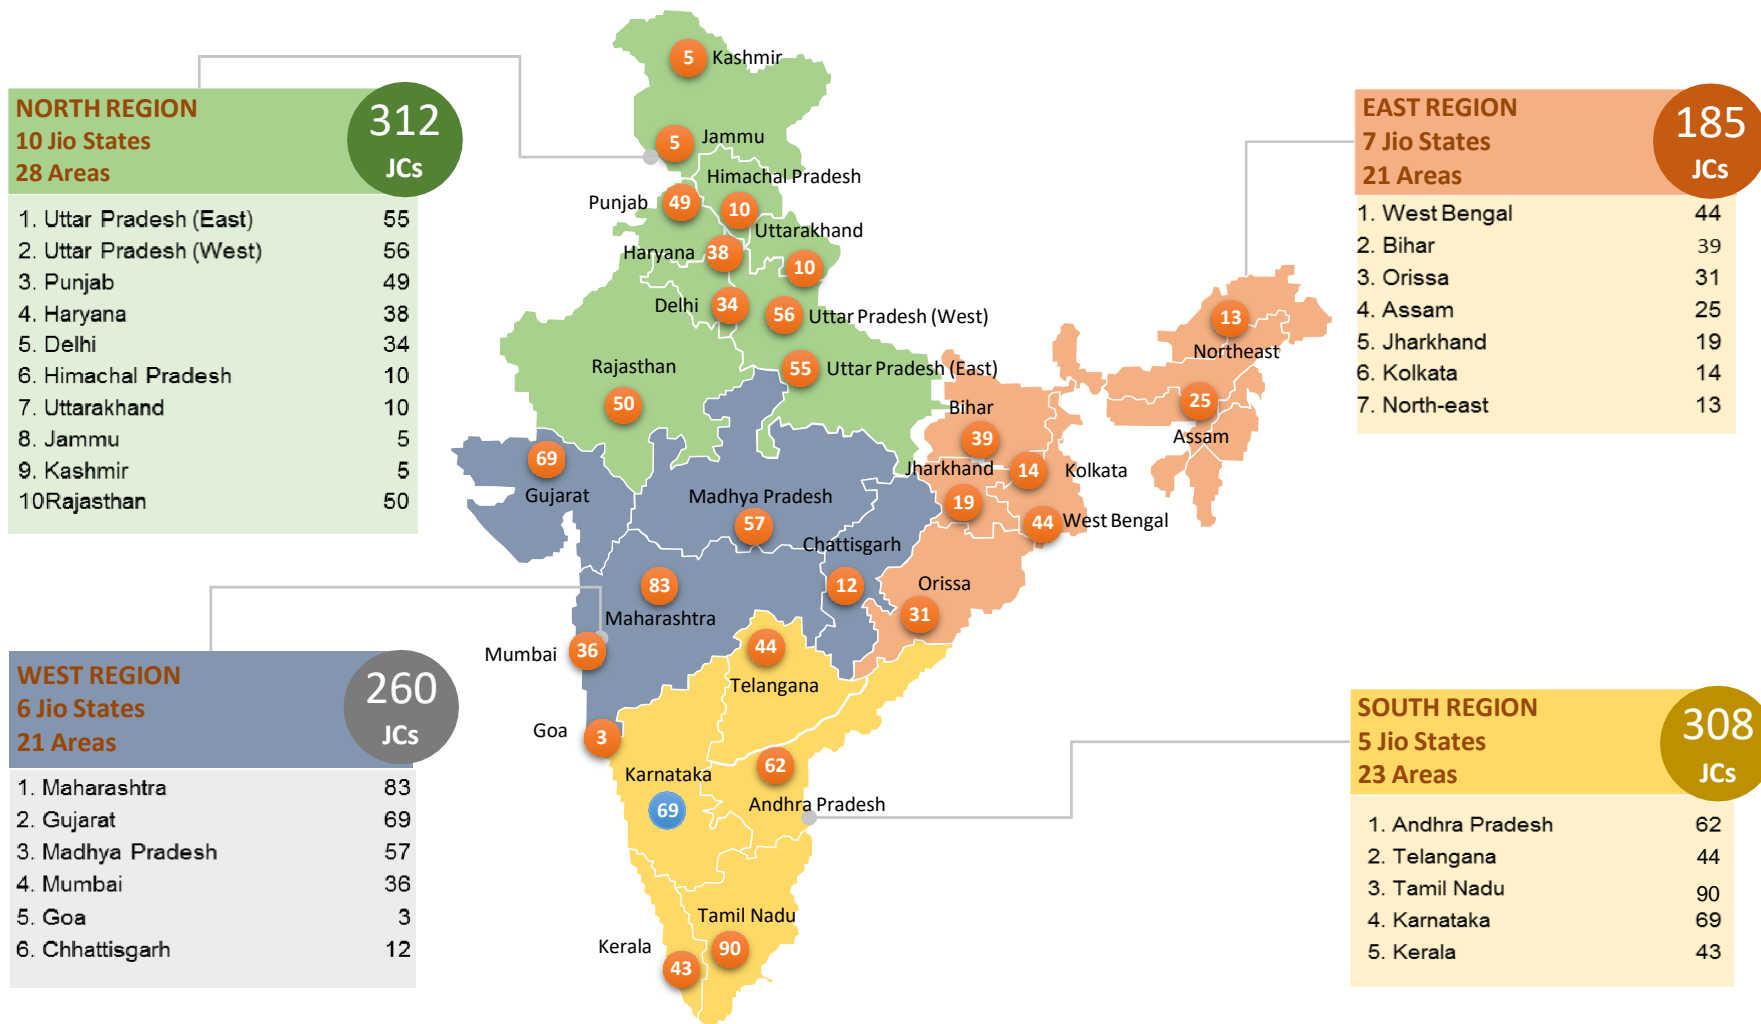 NORTH REGION
10 Jio States
28 Areas
312
JCs
1. Uttar Pradesh (East) 55
2. Uttar Pradesh (West) 56
3. Punjab 49
4. Haryana 38
5. Delhi 34
6. Himachal Pradesh 10
7. Uttarakhand 10
8. Jammu 5
9. Kashmir 5
10Rajasthan 50
WEST REGION
6 Jio States
21 Areas
260
JCs
1. Maharashtra 83
2. Gujarat 69
3. Madhya Pradesh 57
4. Mumbai 36
5. Goa 3
6. Chhattisgarh 12
5 Kashmir
5 Jammu
Himachal Pradesh
10
Punjab 49
Uttarakhand
10
Haryana 38
Delhi 34
56 Uttar Pradesh (West)
55 Uttar Pradesh (East)
Rajasthan
50
69
Gujarat
Madhya Pradesh
57
Chattisgarh
12
83
Maharashtra
Mumbai 36
Goa 3
44
Telangana
Karnataka
69
62
Andhra Pradesh
Tamil Nadu
90
Kerala 43
Bihar
39
Jharkhand
19
14 Kolkata
44 West Bengal
Orissa
31
13
Northeast
25
Assam
EAST REGION
7 Jio States
21 Areas
185
JCs
1. West Bengal 44
2. Bihar 39
3. Orissa 31
4. Assam 25
5. Jharkhand 19
6. Kolkata 14
7. North-east 13
SOUTH REGION
5 Jio States
23 Areas
308
JCs
1. Andhra Pradesh 62
2. Telangana 44
3. Tamil Nadu 90
4. Karnataka 69
5. Kerala 43